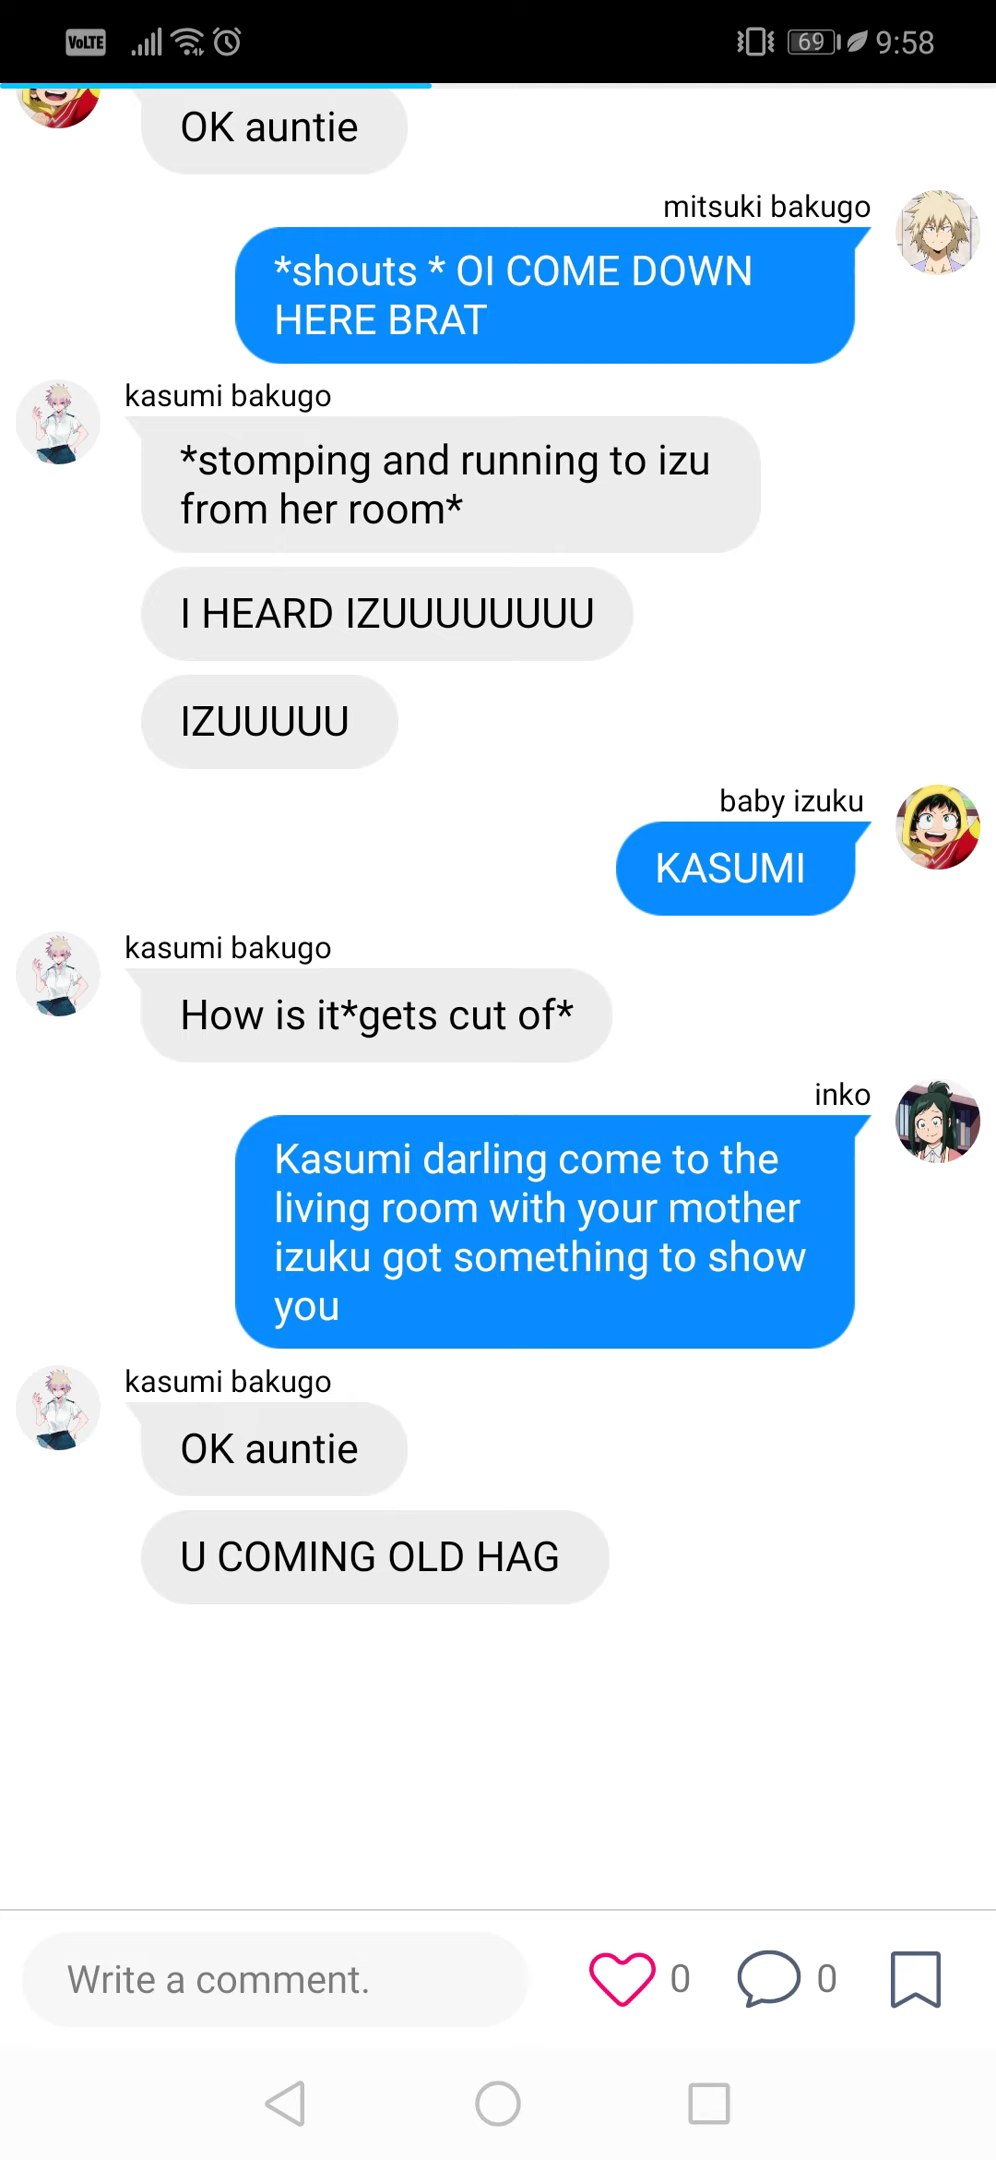 VoLTE
69
9:58
OK auntie
mitsuki bakugo
*shouts * OI COME DOWN
HERE BRAT
kasumi bakugo
*stomping and running to izu
from her room*
I HEARD IZUUUUUUUU
IZUUUUU
baby izuku
KASUMI
kasumi bakugo
How is it*gets cut of*
inko
Kasumi darling come to the
living room with your mother
izuku got something to show
you
kasumi bakugo
OK auntie
U COMING OLD HAG
Write a comment.
0
0